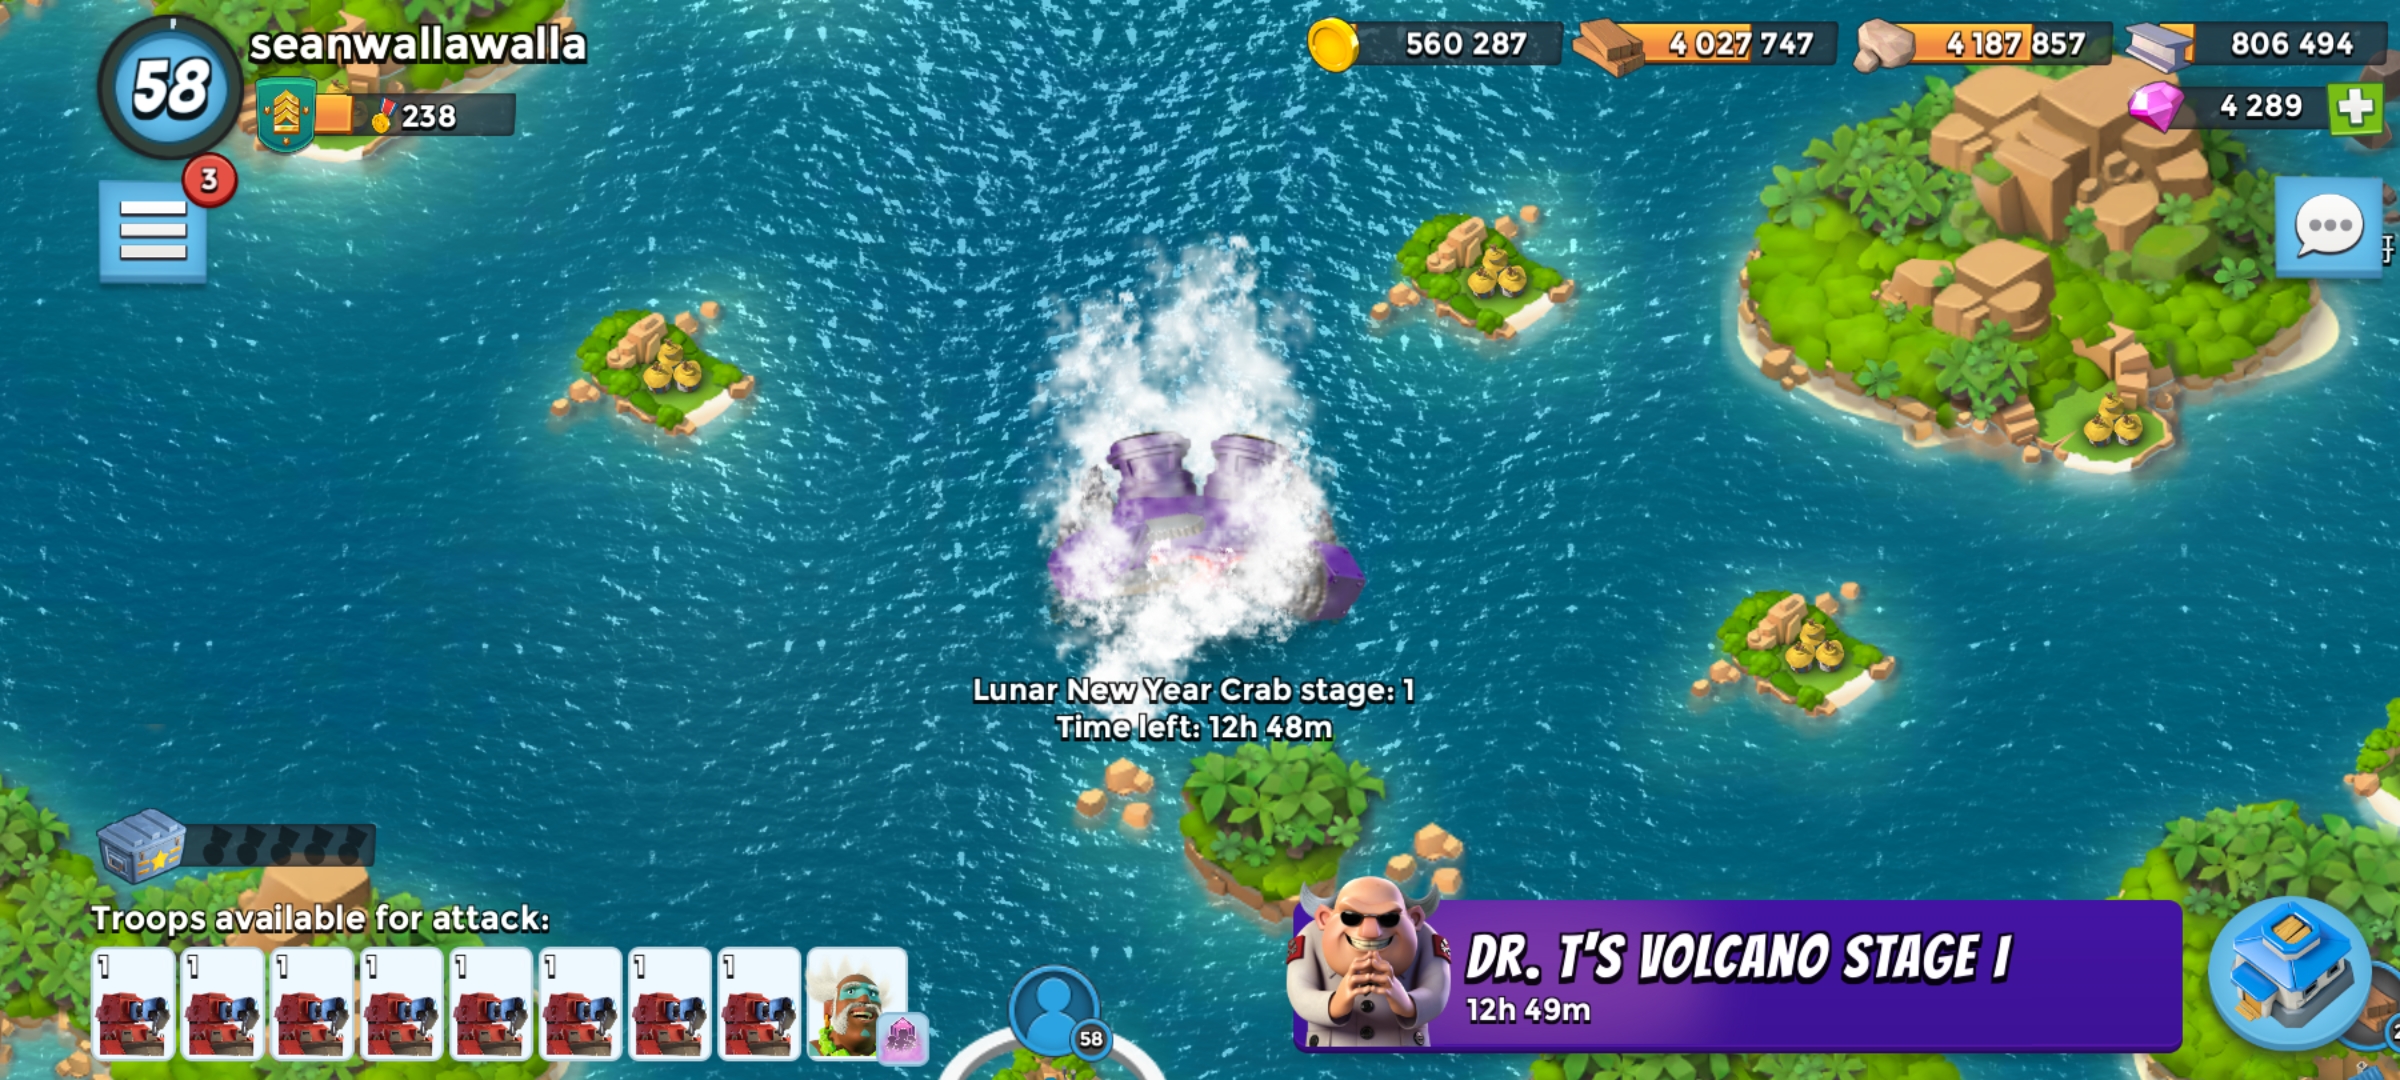 58
seanwallawalla
238
3
560 287
4 027 747
4 187 857
806 494
4 289
Lunar New Year Crab stage: 1
Time left: 12h 48m
Troops available for attack:
1 1 1 1 1 1 1 1
58
DR. T'S VOLCANO STAGE 1
12h 49m